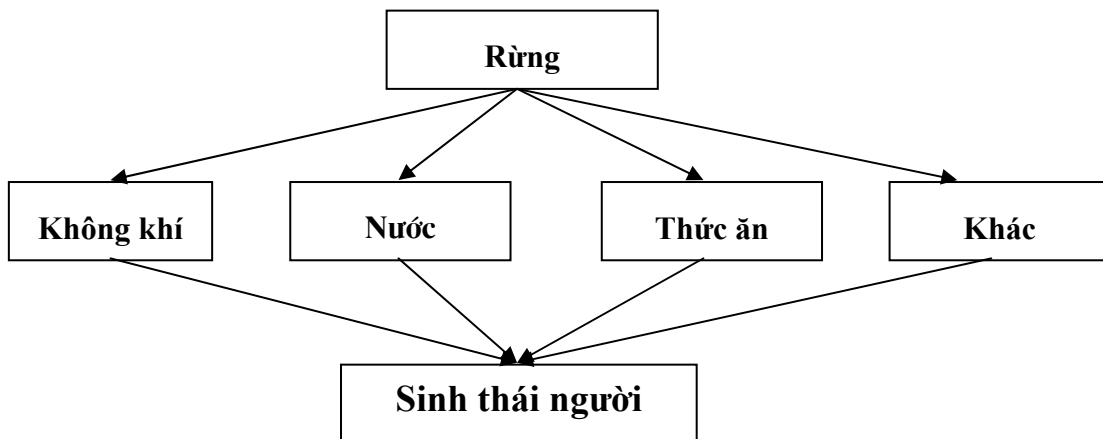 Rừng
Không khí
Nước
Thức ăn
Khác
Sinh thái người